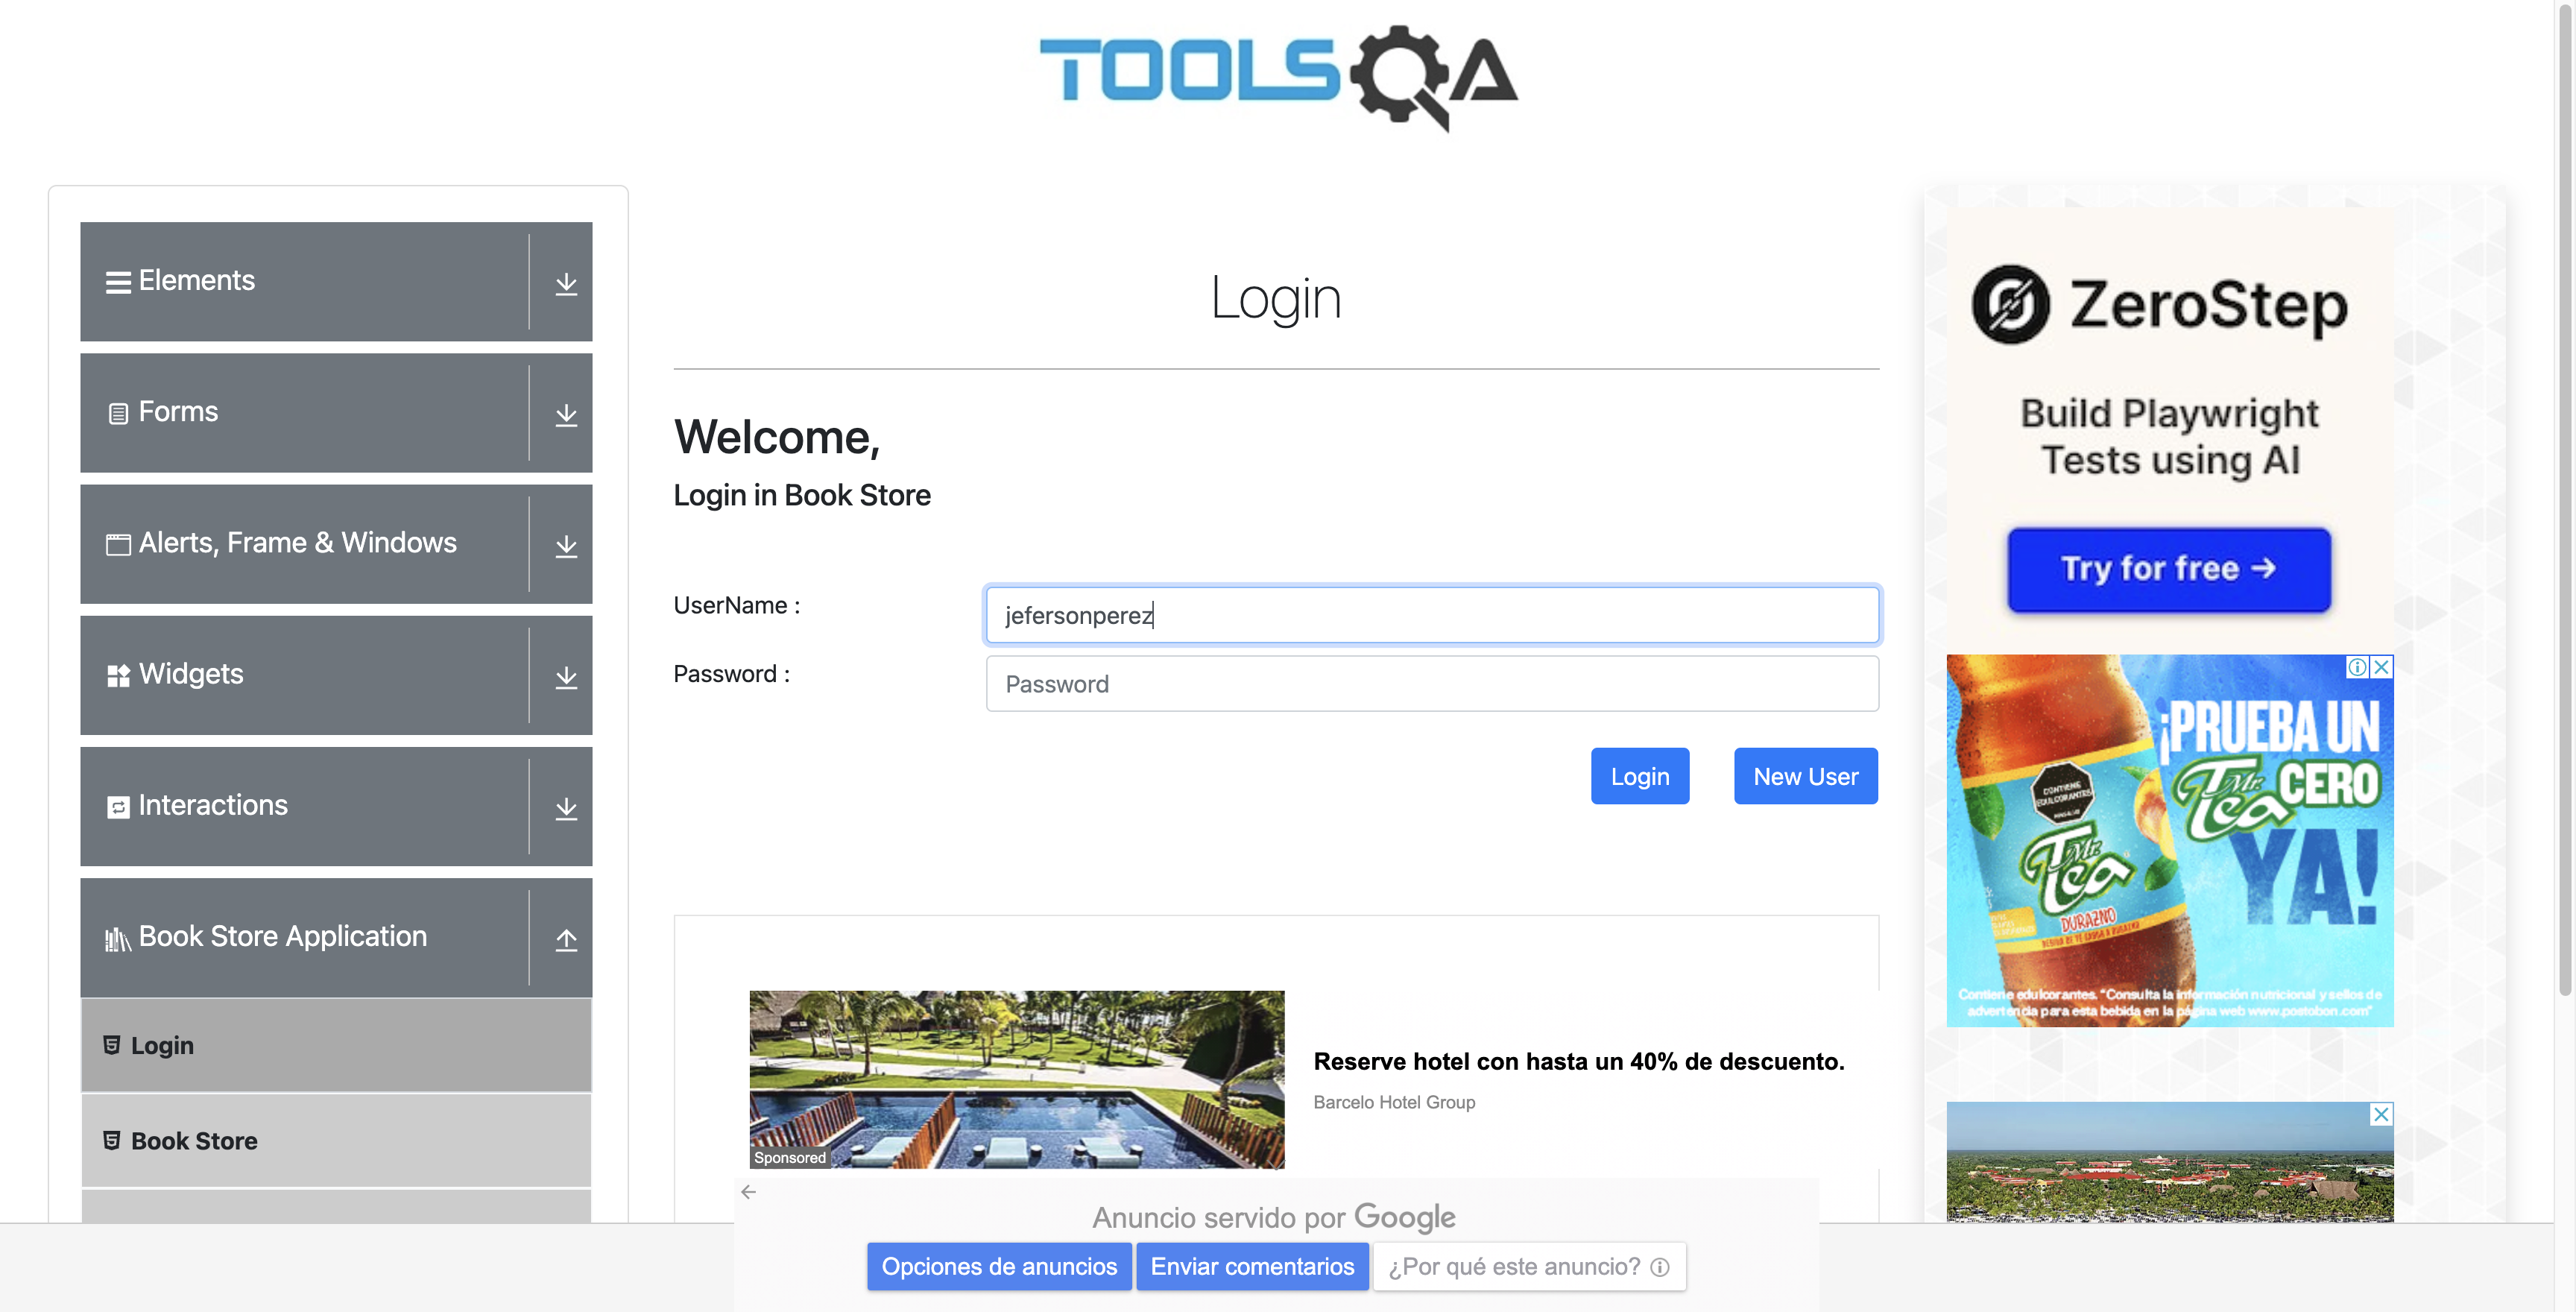 TOOLSQA
Elements
Forms
Alerts, Frame & Windows
Widgets
Interactions
Book Store Application
Login
Book Store
Login
Welcome,
Login in Book Store
UserName :
jefersonperez
Password :
Password
Login
New User
Sponsored
Reserve hotel con hasta un 40% de descuento.
Barcelo Hotel Group
Anuncio servido por Google
Opciones de anuncios
Enviar comentarios
¿Por qué este anuncio?
ZeroStep
Build Playwright
Tests using AI
Try for free →
¡PRUEBA UN
Mr. Tea CERO
YA!
CONTIENE
EDULCORANTES
Mr. Tea
DURAZNO
Contiene edulcorantes. "Consulta la información nutricional y sellos de
advertencia para esta bebida en la página web www.postobon.com"